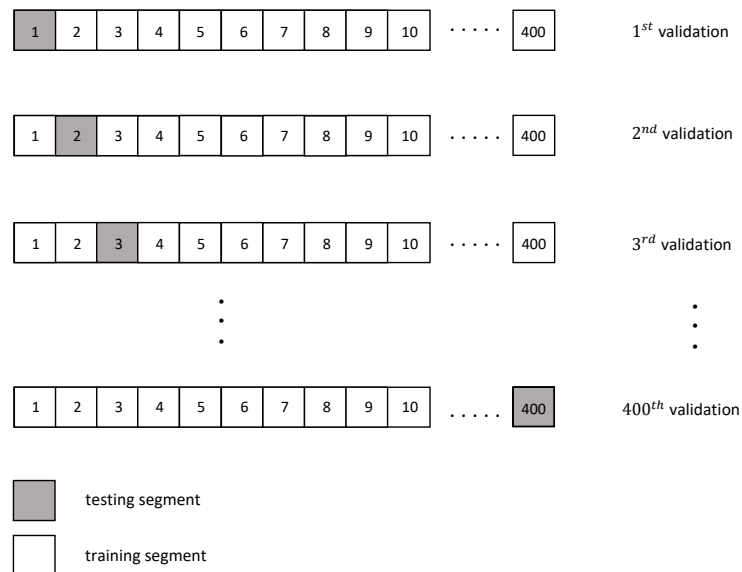 1 2 3 4 5 6 7 8 9 10 ..... 400 1st validation
1 2 3 4 5 6 7 8 9 10 ..... 400 2nd validation
1 2 3 4 5 6 7 8 9 10 ..... 400 3rd validation
1 2 3 4 5 6 7 8 9 10 ..... 400 400th validation
testing segment
training segment